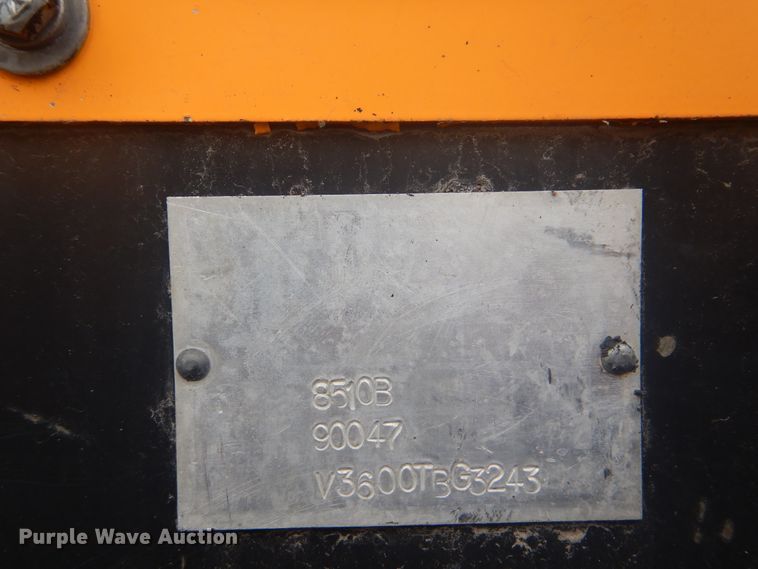 8510B
90047
V3600TBG3243
Purple Wave Auction®